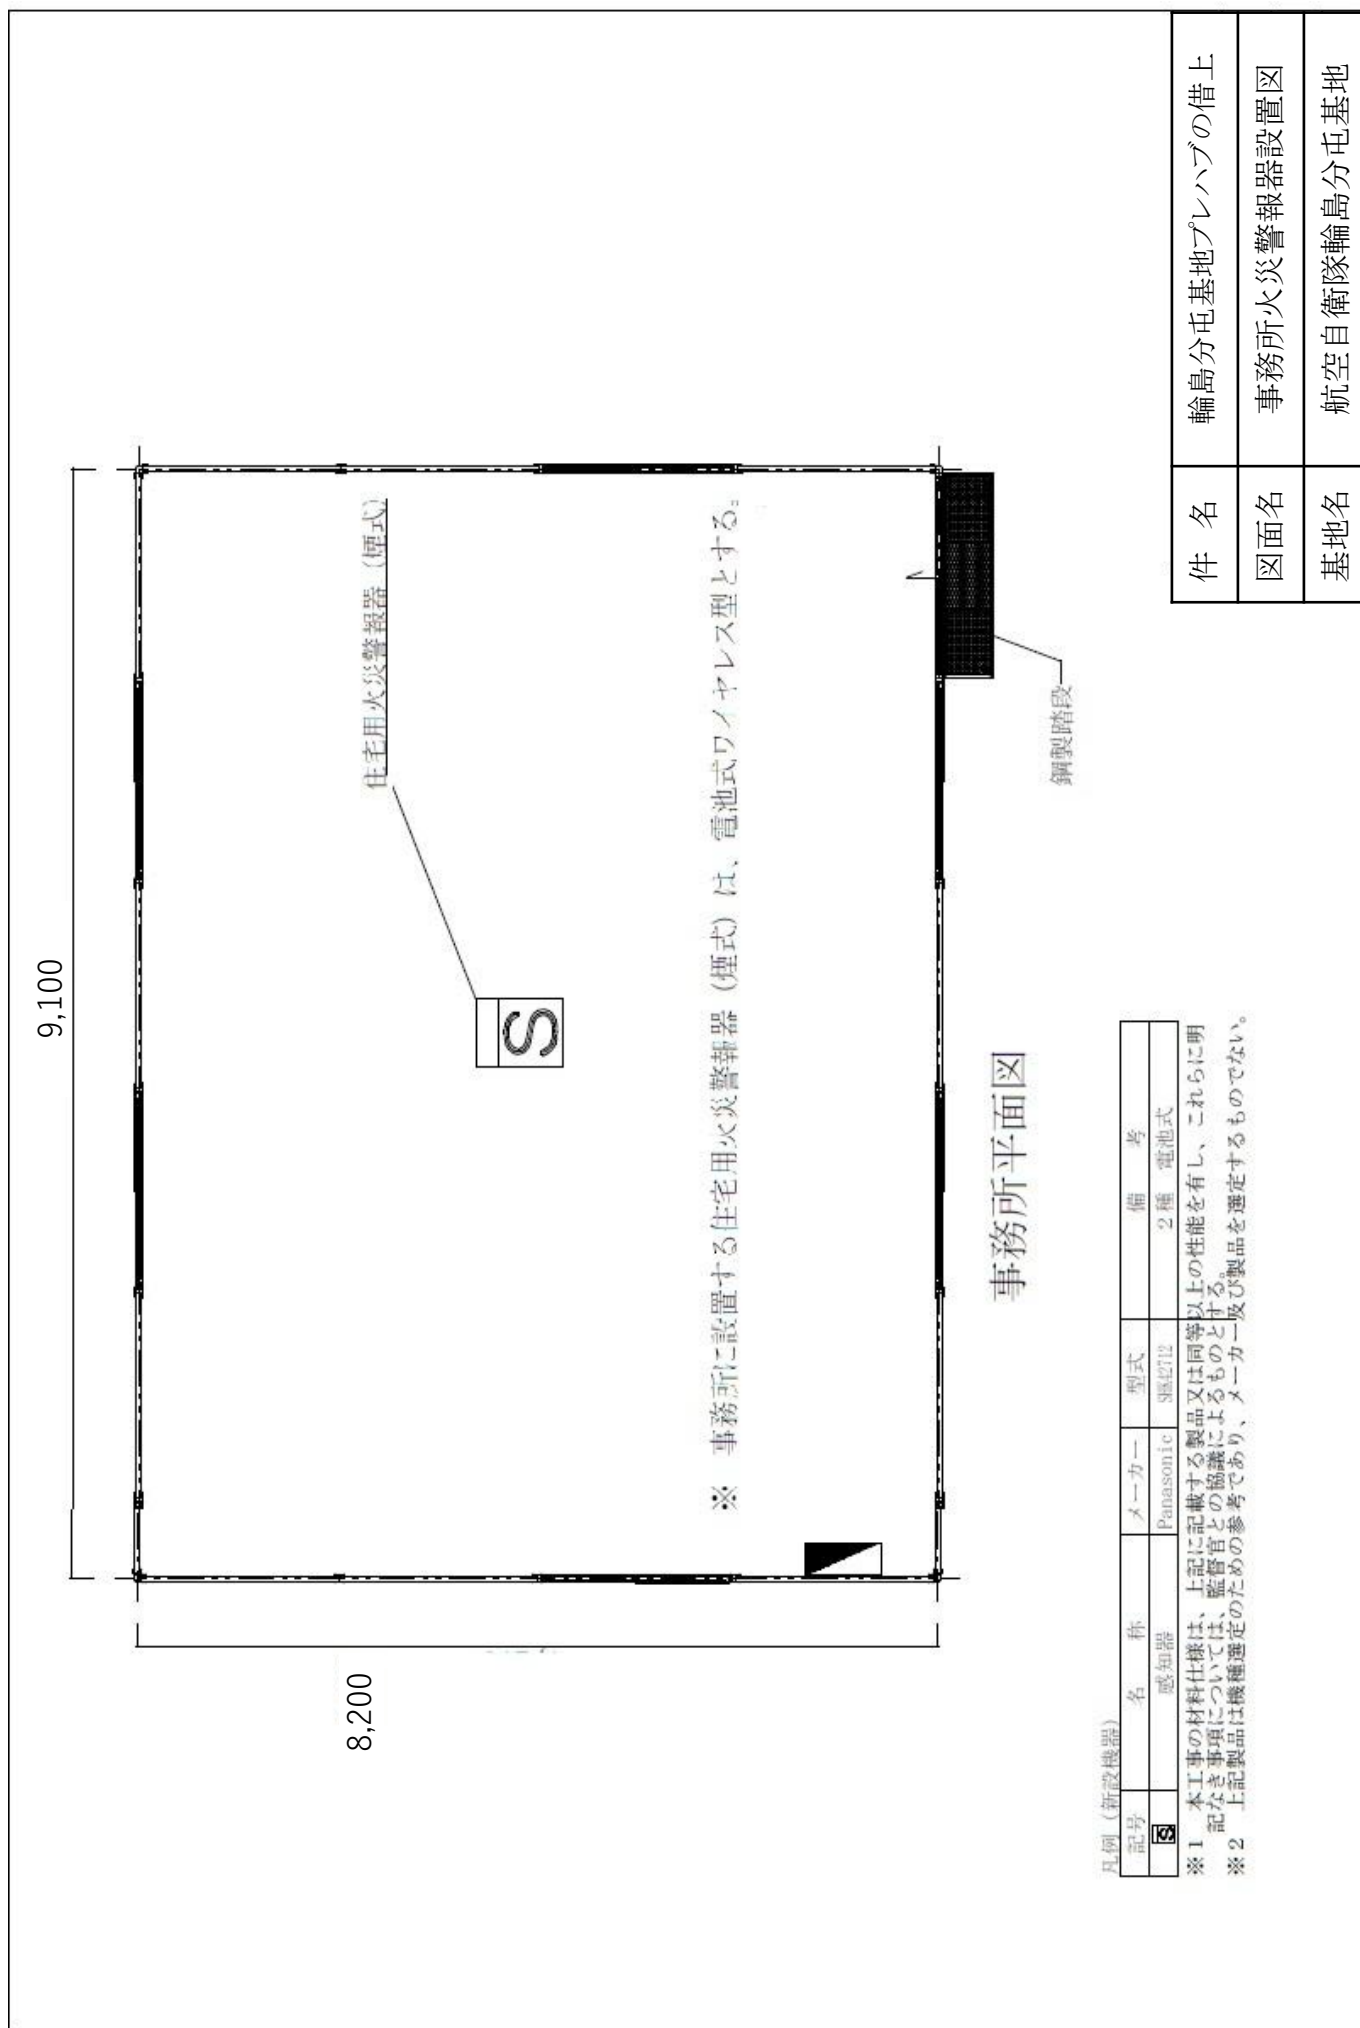 9,100
8,200
住宅用火災警報器（煙式）
※　事務所に設置する住宅用火災警報器（煙式）は、電池式ワイヤレス型とする。
鋼製踏段
事務所平面図
凡例（新設機器）
記号　名　称　メーカー　型式　備　考
S　感知器　Panasonic　SHK42712　2種　電池式
※1　本工事の材料仕様は、上記に記載する製品又は同等以上の性能を有し、これらに明
記なき事項については、監督官との協議によるものとする。
※2　上記製品は機種選定のための参考であり、メーカー及び製品を選定するものでない。
件　名　輪島分屯基地プレハブの借上
図面名　事務所火災警報器設置図
基地名　航空自衛隊輪島分屯基地
S